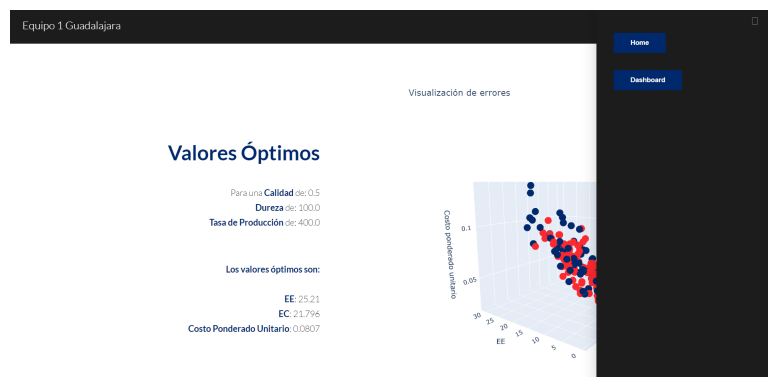 Equipo 1 Guadalajara
Home
Dashboard
Visualización de errores
Valores Óptimos
Para una Calidad de: 0.5
Dureza de: 100.0
Tasa de Producción de: 400.0
Los valores óptimos son:
EE: 25.21
EC: 21.796
Costo Ponderado Unitario: 0.0807
Costo ponderado unitario
0.1
0.05
30
25
20
15
10
5
0
EE